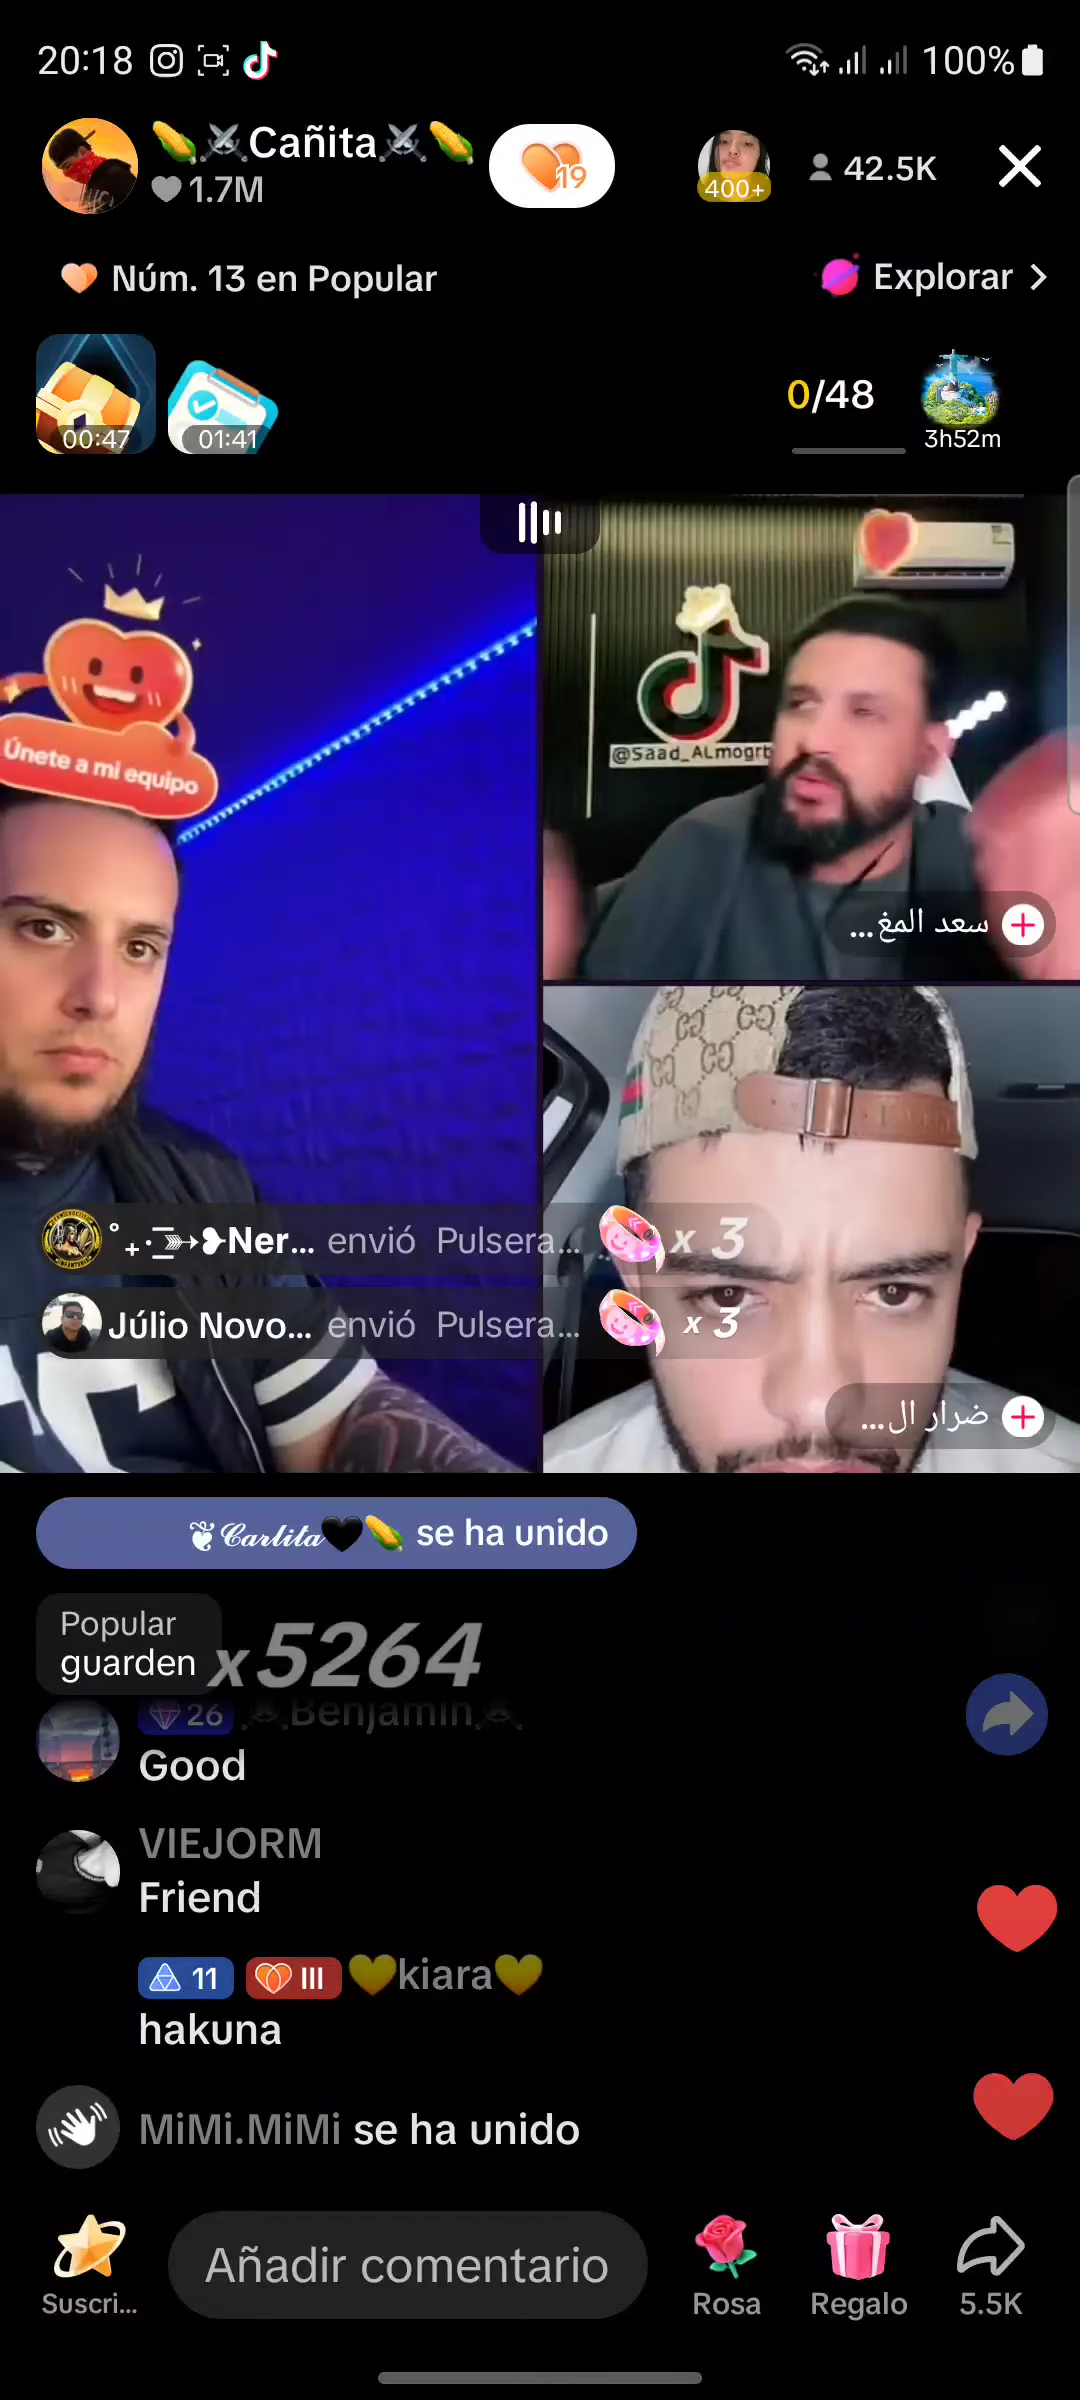 20:18
100%
🌽⚔️Cañita⚔️🌽
1.7M
19
400+
42.5K
Núm. 13 en Popular
Explorar
00:47
01:41
0/48
3h52m
Únete a mi equipo
@Saad_ALmogrb
سعد المغ...
Ner... envió Pulsera... x 3
Júlio Novo... envió Pulsera... x 3
ضرار ال...
❦𝓒𝓪𝓻𝓵𝓲𝓽𝓪🖤🌽 se ha unido
Popular
guarden
x5264
26 ⚔️Benjamin⚔️
Good
VIEJORM
Friend
11 III 💛kiara💛
hakuna
MiMi.MiMi se ha unido
Suscri...
Añadir comentario
Rosa
Regalo
5.5K